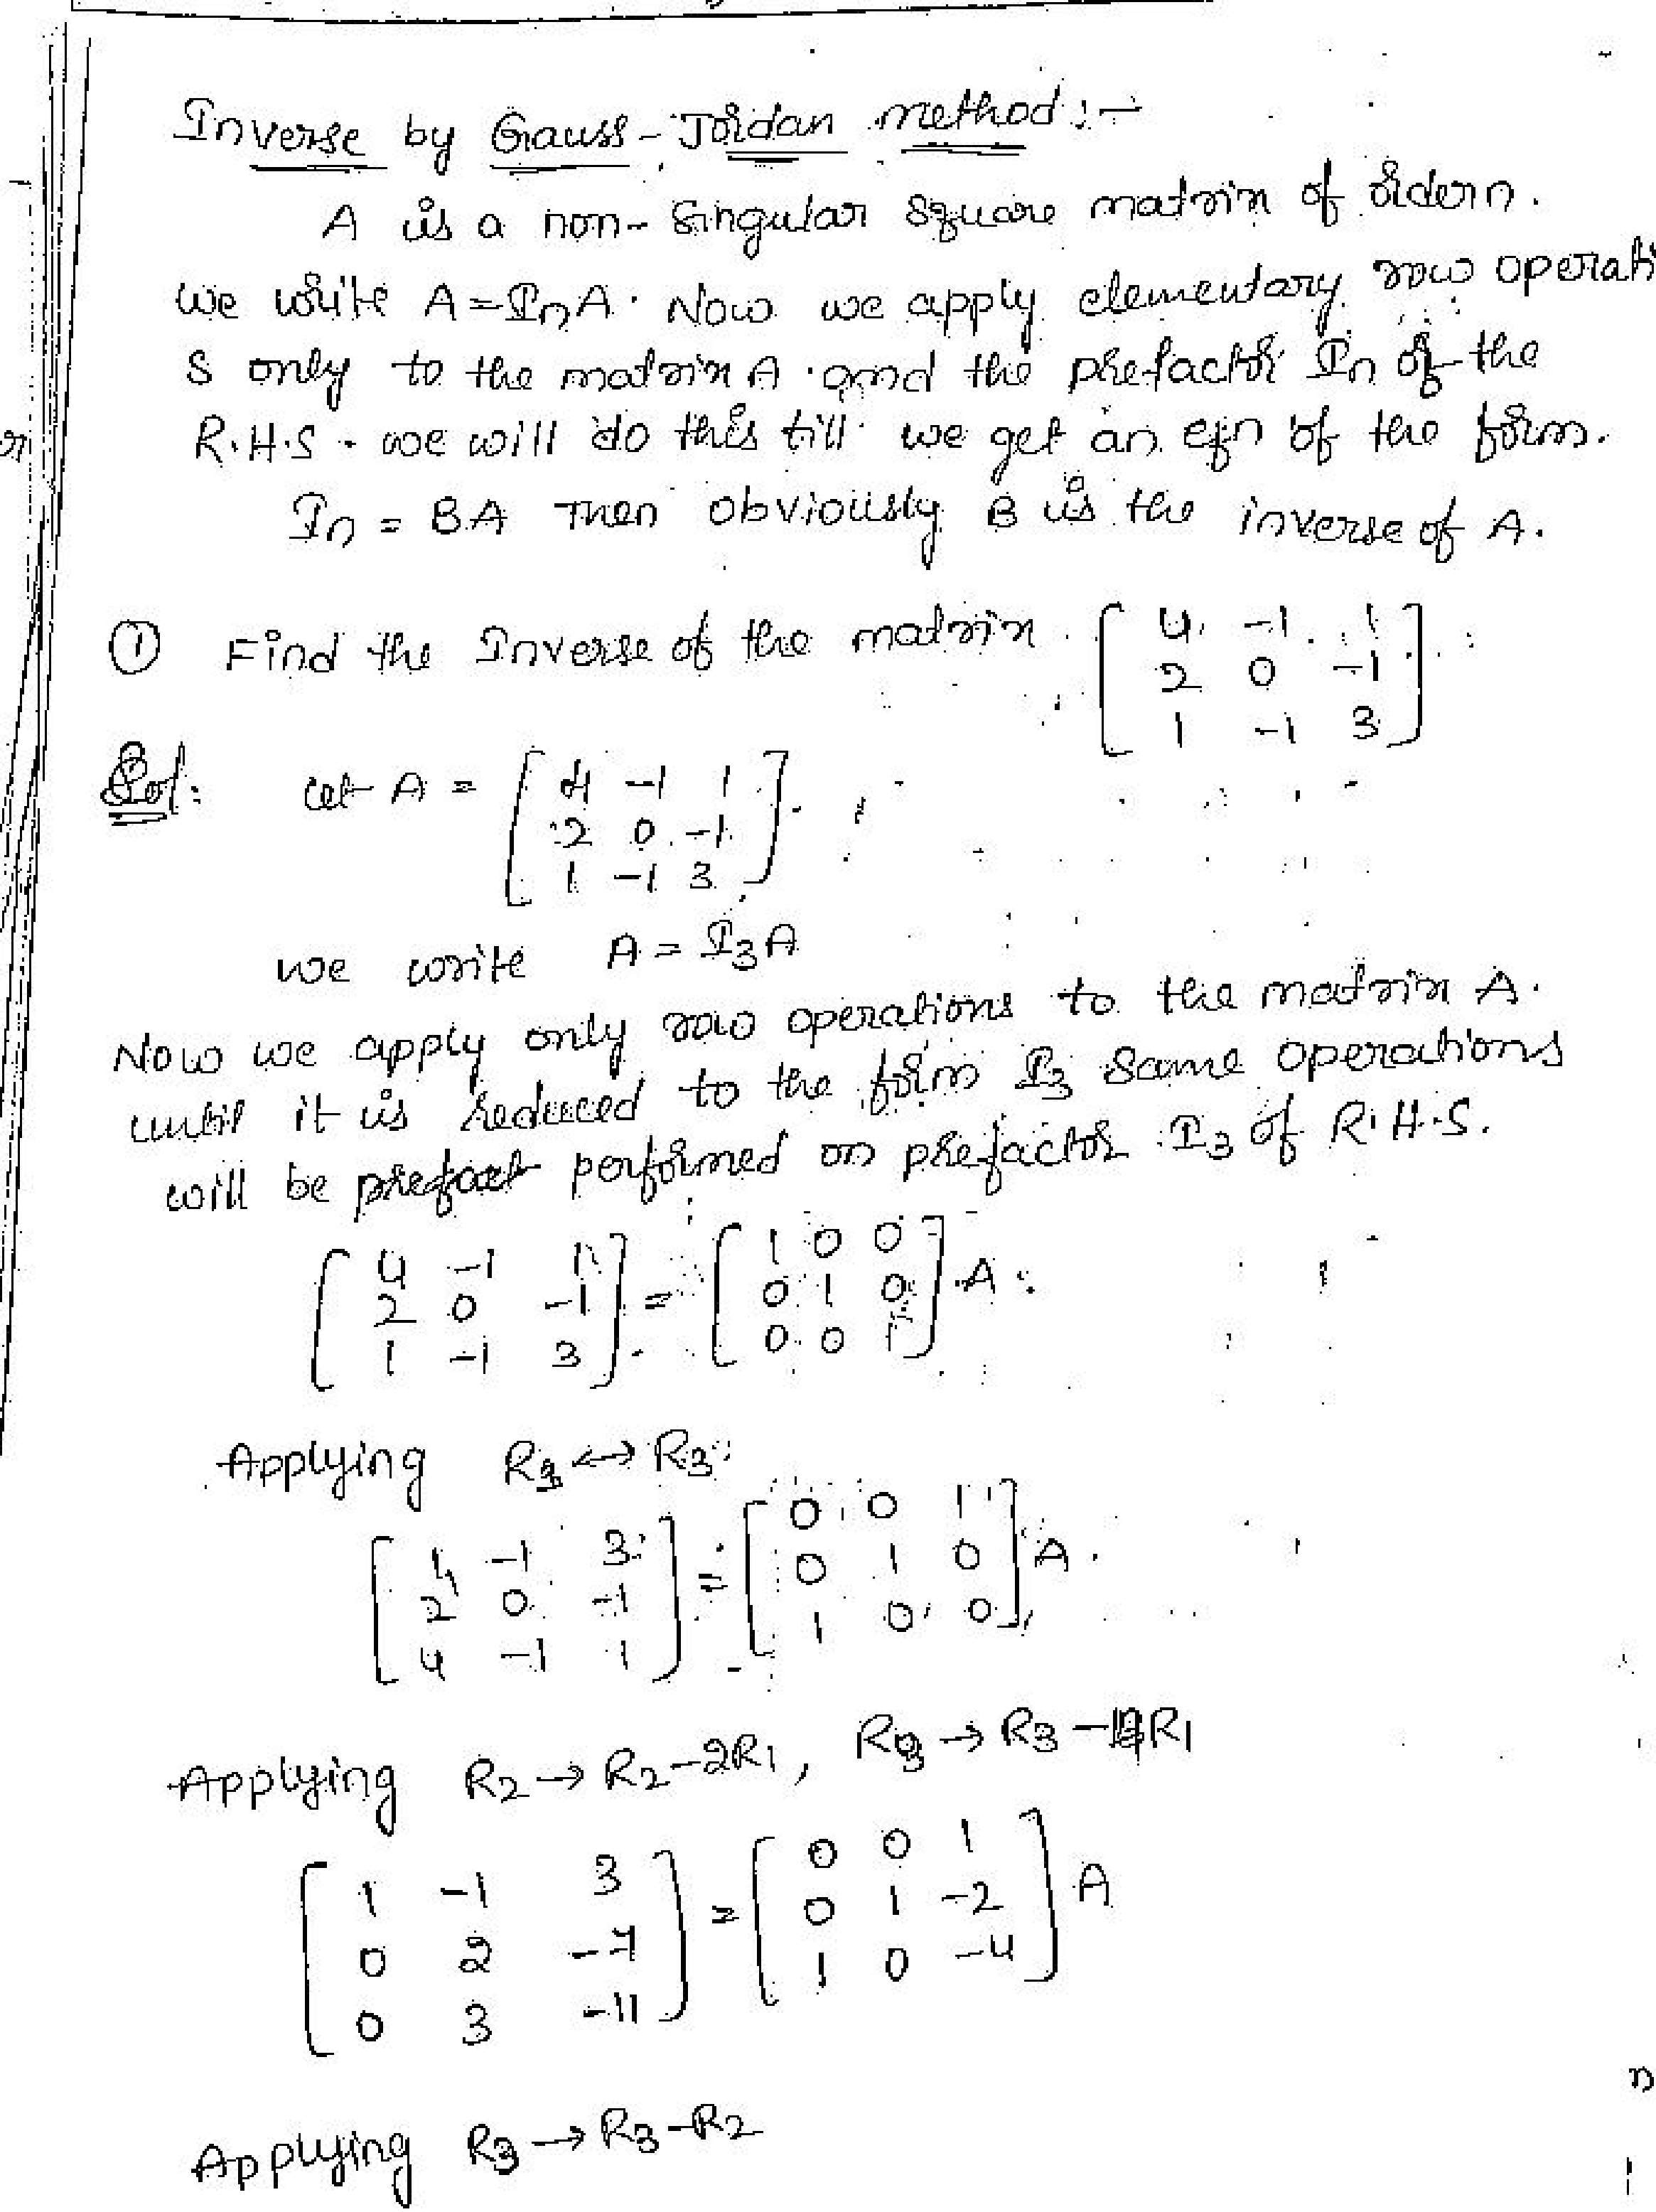 Inverse by Gauss-Jordan method :-
A is a non-Singular Square matrix of order n.
we write A = InA. Now we apply elementary row operati
s only to the matrix A and the prefactor In of the
R.H.S. we will do this till we get an eqn of the form.
In = BA Then obviously B is the inverse of A.
① Find the Inverse of the matrix [ 4 -1 1
2 0 -1
1 -1 3 ]
Sol: let A = [ 4 -1 1
2 0 -1
1 -1 3 ]
we write A = I3A
Now we apply only row operations to the matrix A.
until it is reduced to the form I3 Same operations
will be performed on prefactor I3 of R.H.S.
[ 4 -1 1 ] = [ 1 0 0 ] A
2 0 -1 0 1 0
1 -1 3 0 0 1
Applying ↔ R3
[ 1 -1 3 ] = [ 0 0 1 ] A.
2 0 -1 0 1 0
4 -1 1 1 0 0
Applying R2 → R2-2R1, R3 → R3-4R1
[ 1 -1 3 ] = [ 0 0 1 ] A
0 2 -7 0 1 -2
0 3 -11 1 0 -4
Applying R3 → R3-R2
n